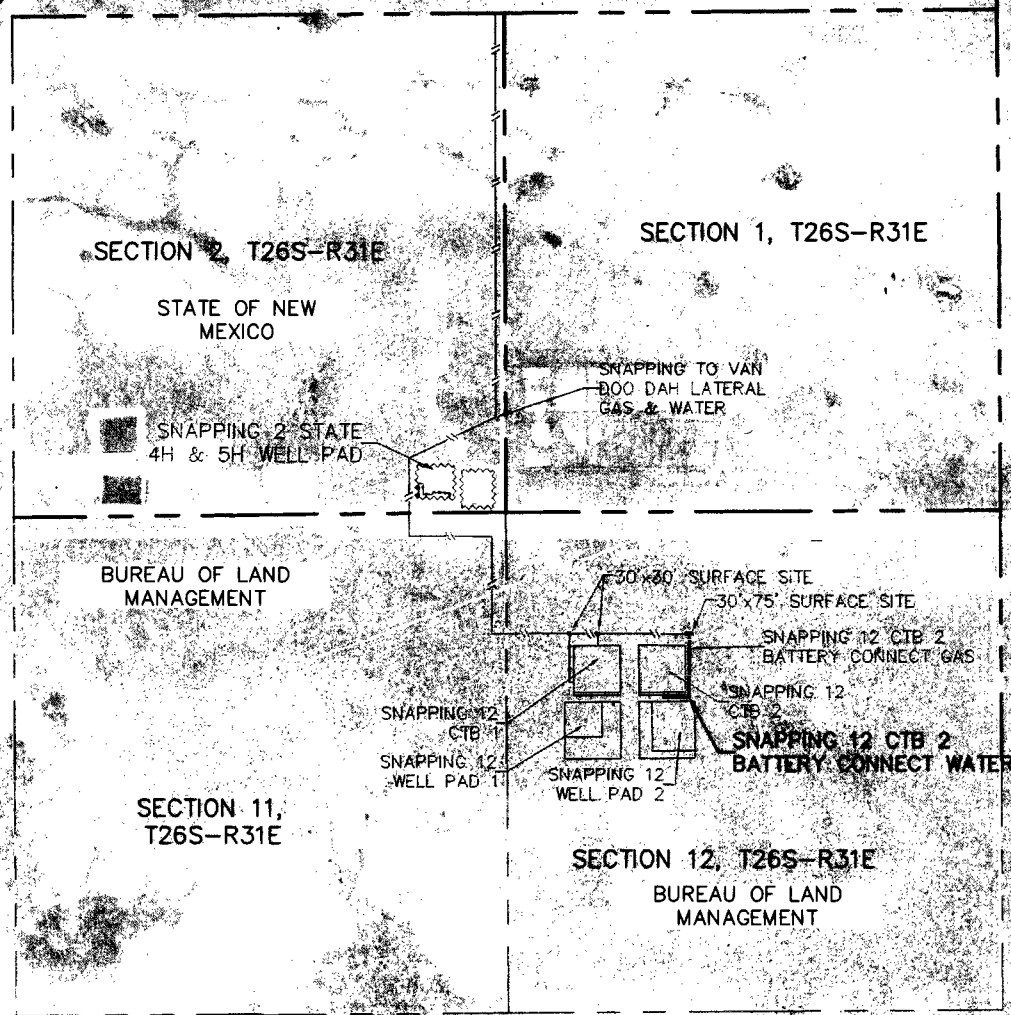 SECTION 2, T26S-R31E
STATE OF NEW
MEXICO
SECTION 1, T26S-R31E
SNAPPING TO VAN
DOO DAH LATERAL
GAS & WATER
SNAPPING 2 STATE
4H & 5H WELL PAD
BUREAU OF LAND
MANAGEMENT
30'x30' SURFACE SITE
30'x75' SURFACE SITE
SNAPPING 12 CTB 2
BATTERY CONNECT GAS
SNAPPING 12
CTB 2
SNAPPING 12
CTB 1
SNAPPING 12 CTB 2
BATTERY CONNECT WATER
SNAPPING 12
WELL PAD 1
SNAPPING 12
WELL PAD 2
SECTION 11,
T26S-R31E
SECTION 12, T26S-R31E
BUREAU OF LAND
MANAGEMENT